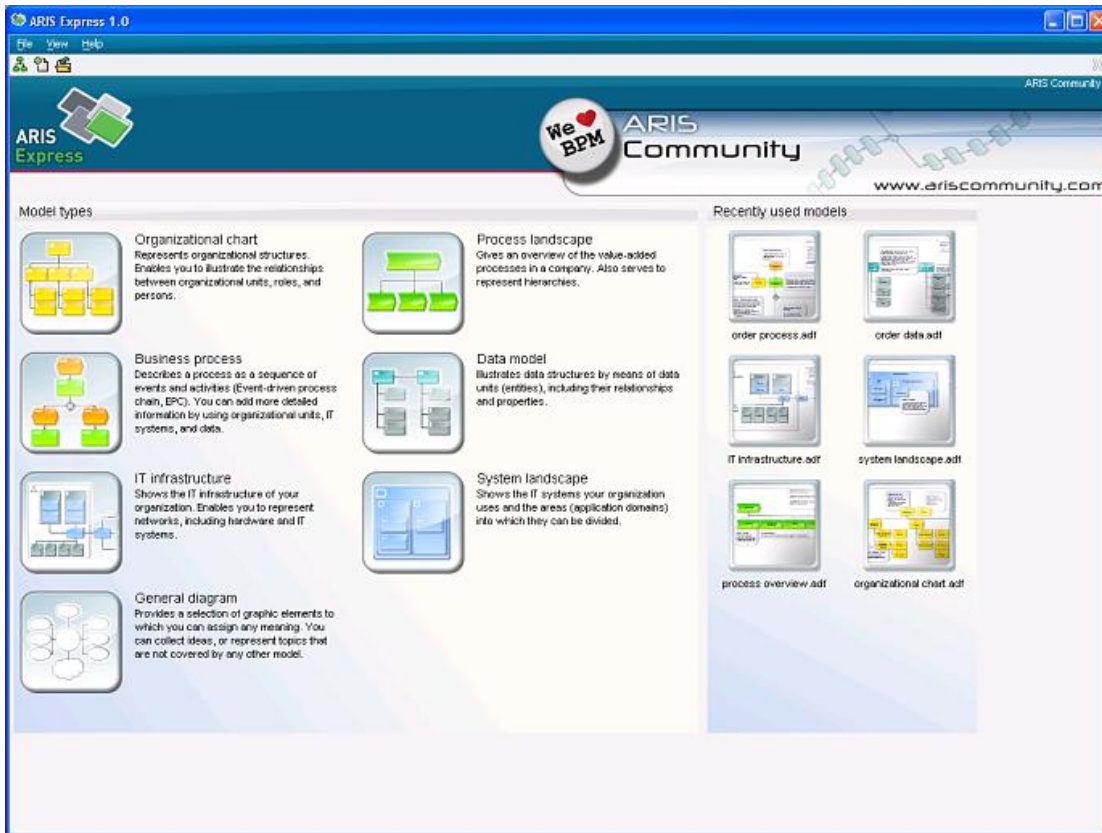 ARIS Express 1.0
File View Help
ARIS Community
ARIS
Express
We
BPM
ARIS
Community
www.ariscommunity.com
Model types
Organizational chart
Represents organizational structures.
Enables you to illustrate the relationships
between organizational units, roles, and
persons.
Process landscape
Gives an overview of the value-added
processes in a company. Also serves to
represent hierarchies.
Business process
Describes a process as a sequence of
events and activities (Event-driven process
chain, EPC). You can add more detailed
information by using organizational units, IT
systems, and data.
Data model
Illustrates data structures by means of data
units (entities), including their relationships
and properties.
IT infrastructure
Shows the IT infrastructure of your
organization. Enables you to represent
networks, including hardware and IT
systems.
System landscape
Shows the IT systems your organization
uses and the areas (application domains)
into which they can be divided.
General diagram
Provides a selection of graphic elements to
which you can assign any meaning. You
can collect ideas, or represent topics that
are not covered by any other model.
Recently used models
order process.adf
order data.adf
IT infrastructure.adf
system landscape.adf
process overview.adf
organizational chart.adf